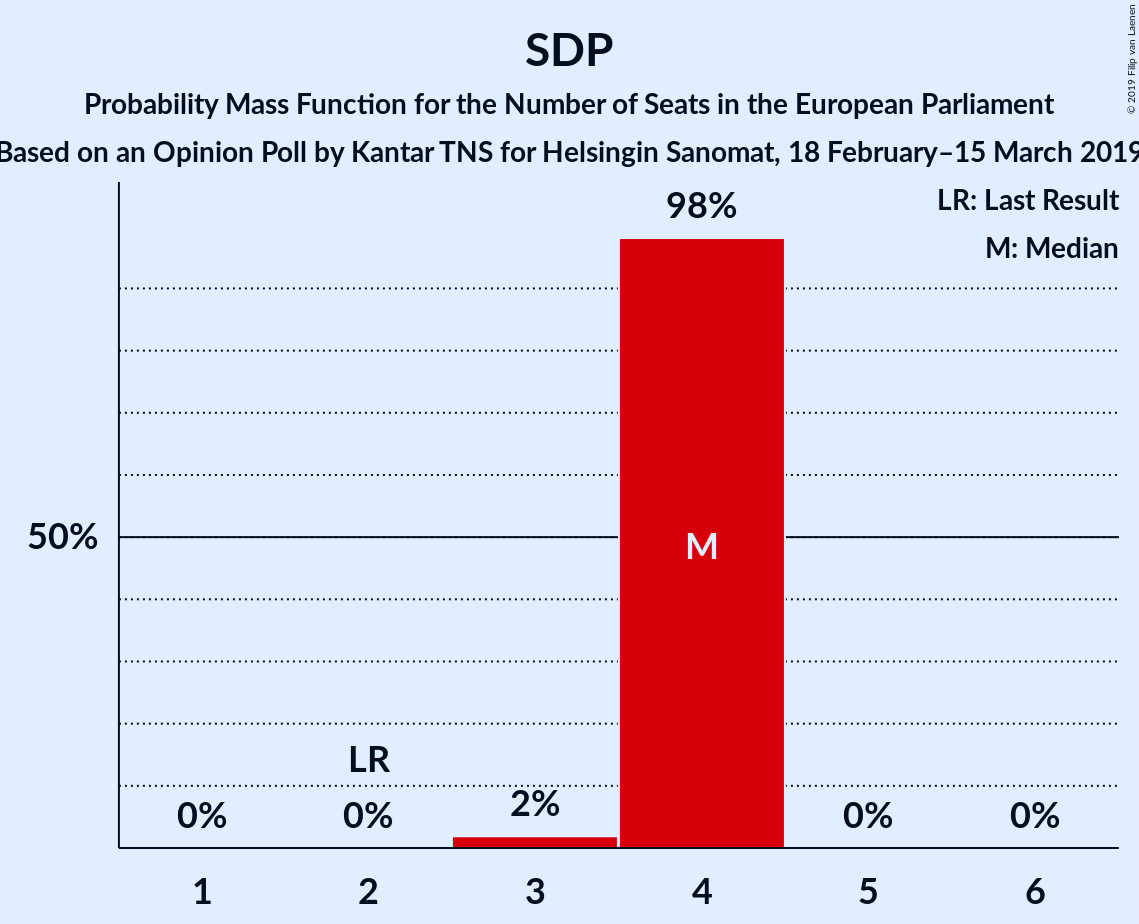 SDP
Probability Mass Function for the Number of Seats in the European Parliament
Based on an Opinion Poll by Kantar TNS for Helsingin Sanomat, 18 February–15 March 2019
© 2019 Filip van Laenen
LR: Last Result
M: Median
98%
50%
M
LR
0%
0%
2%
0%
0%
1
2
3
4
5
6